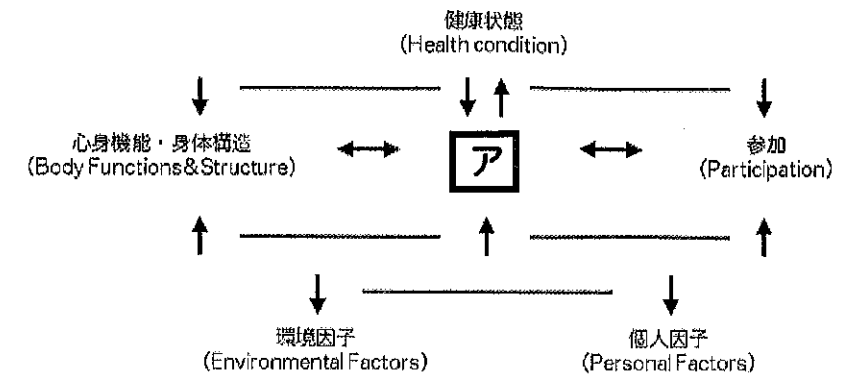 健康状態
(Health condition)
心身機能・身体構造
(Body Functions&Structure)
ア
参加
(Participation)
環境因子
(Environmental Factors)
個人因子
(Personal Factors)